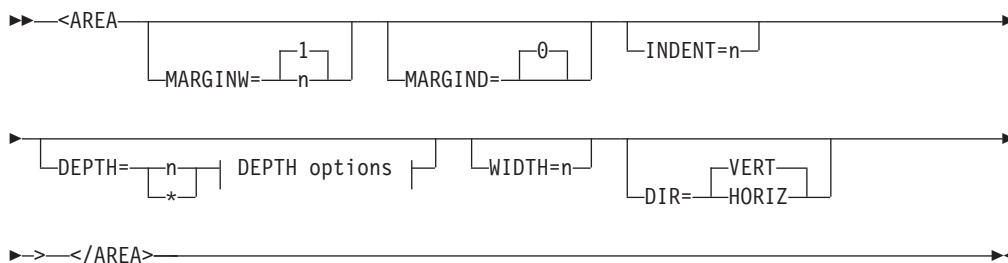 <AREA
MARGINW= 1 n
MARGIND= 0
INDENT=n
DEPTH= n * DEPTH options
WIDTH=n
DIR= VERT HORIZ
> </AREA>